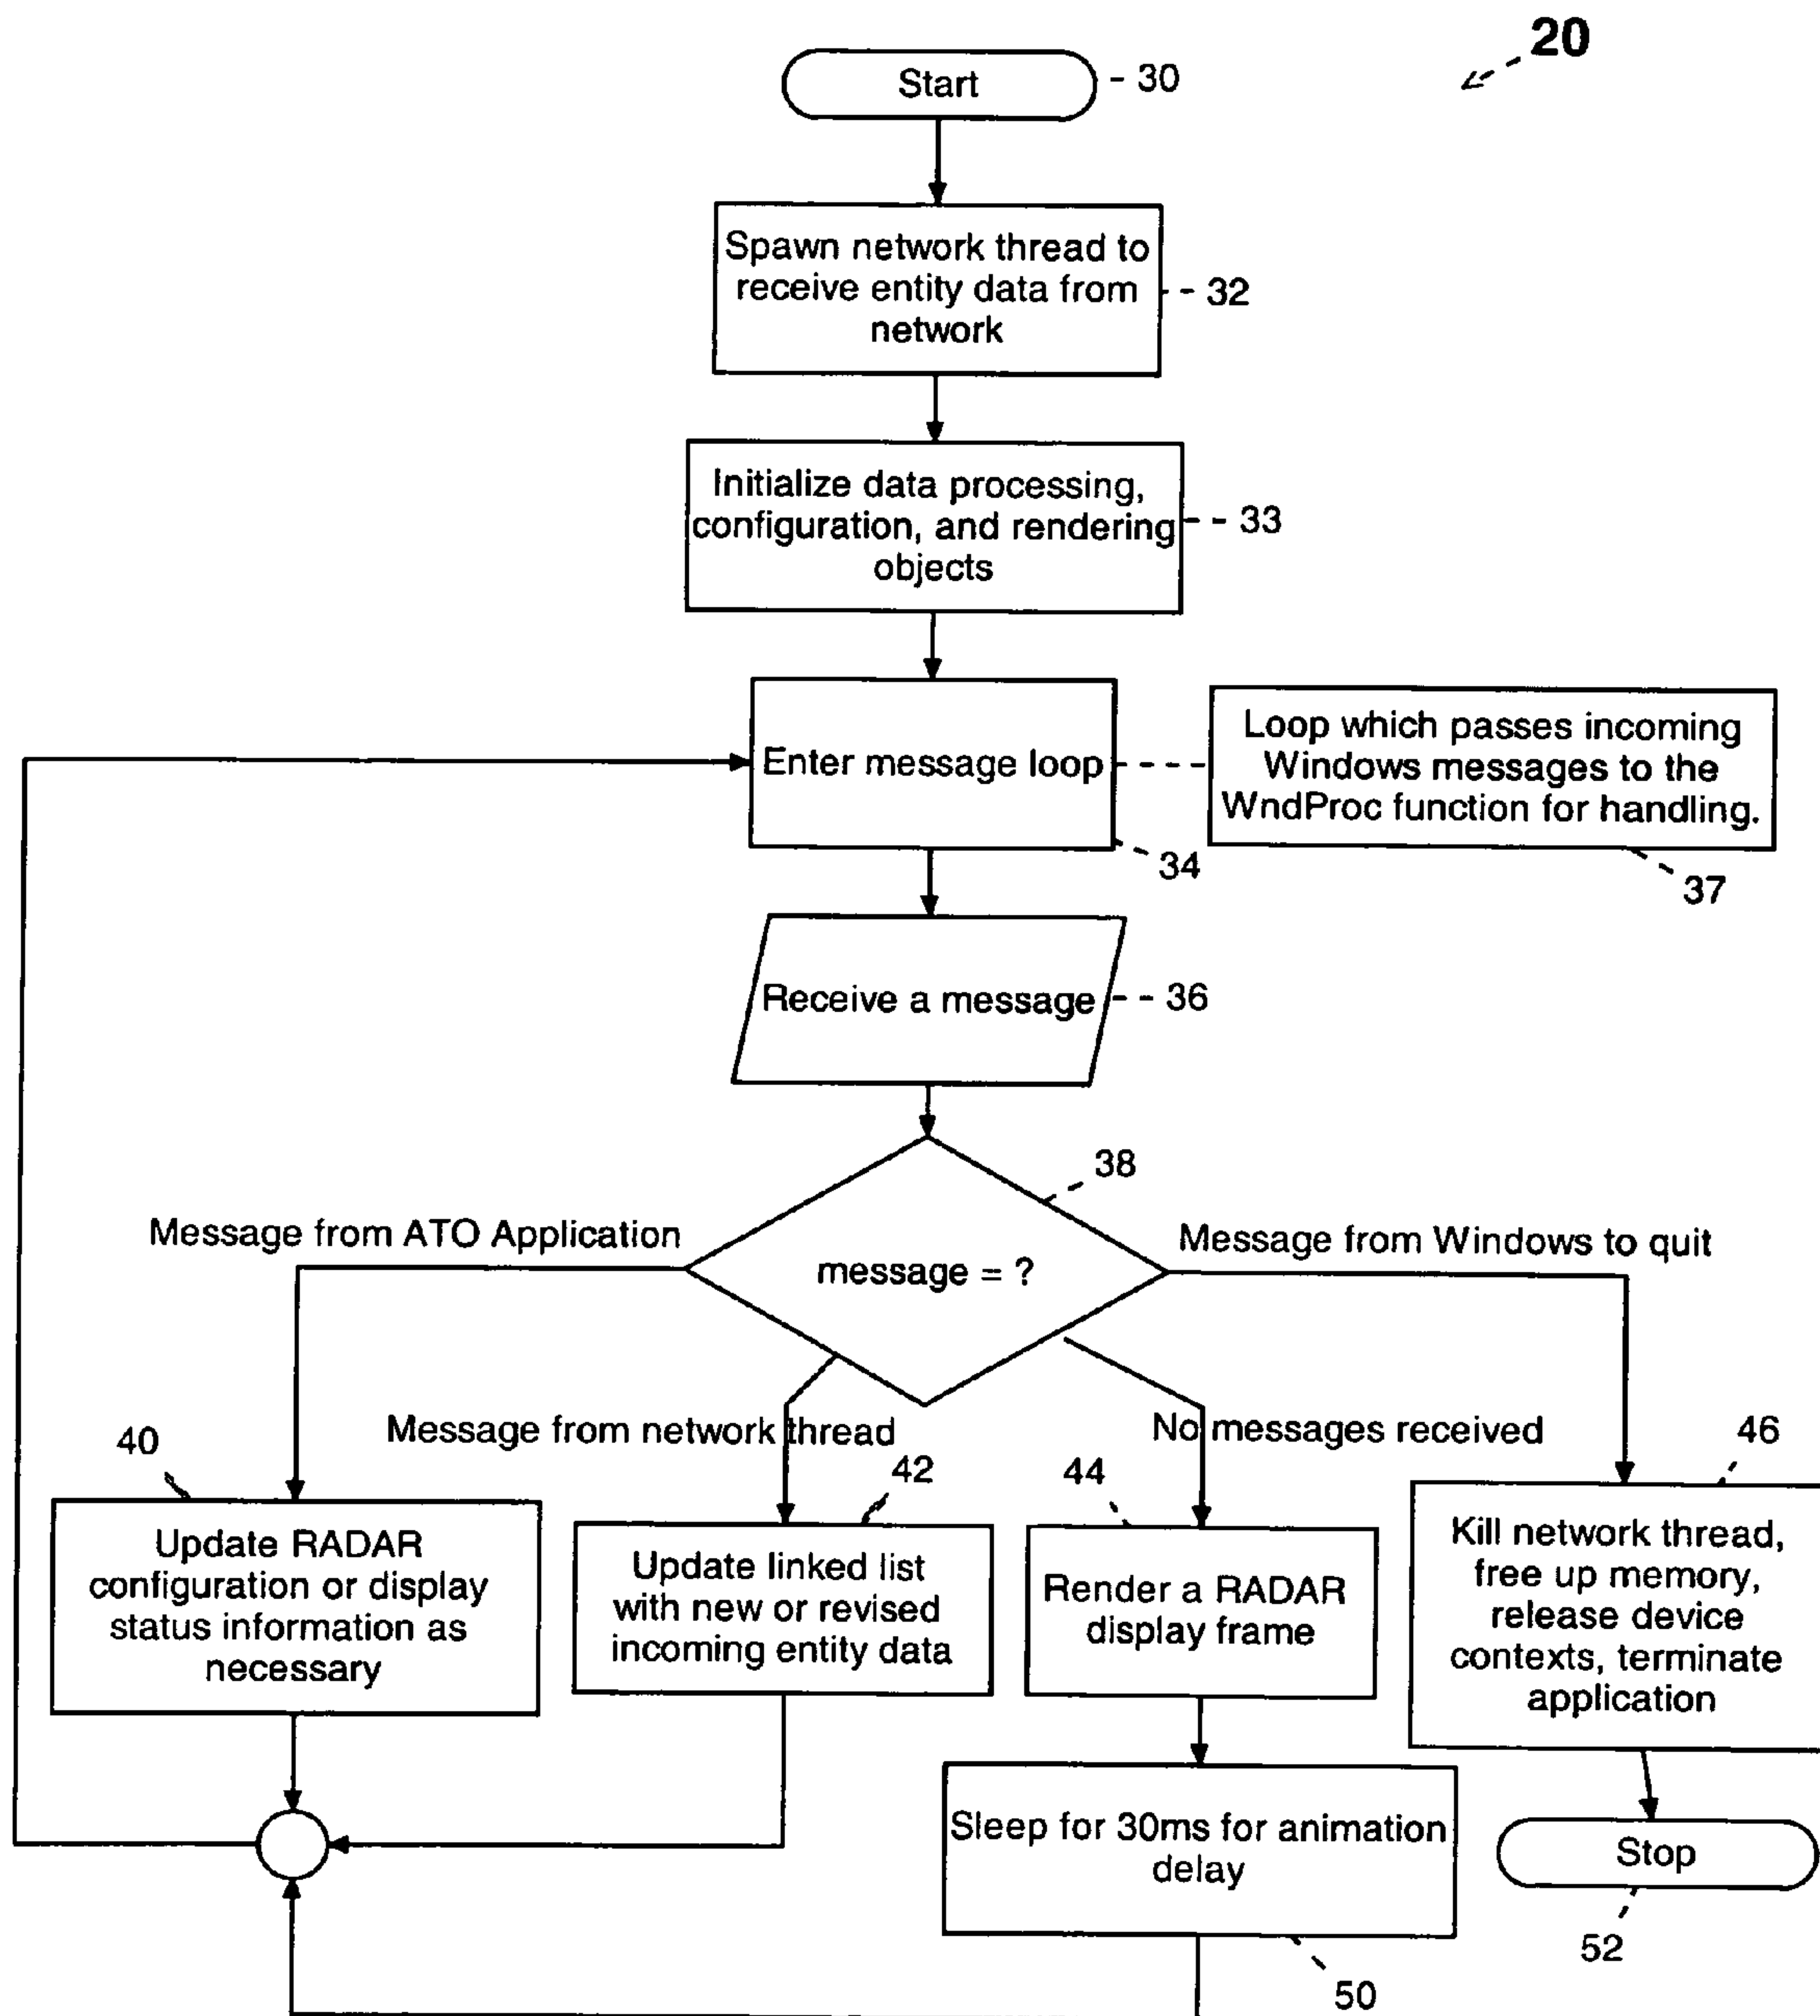 20
Start
30
Spawn network thread to
receive entity data from
network
32
Initialize data processing,
configuration, and rendering
objects
33
Enter message loop
34
Loop which passes incoming
Windows messages to the
WndProc function for handling.
37
Receive a message
36
38
message = ?
Message from ATO Application
Message from Windows to quit
Message from network thread
No messages received
40
Update RADAR
configuration or display
status information as
necessary
42
Update linked list
with new or revised
incoming entity data
44
Render a RADAR
display frame
46
Kill network thread,
free up memory,
release device
contexts, terminate
application
Sleep for 30ms for animation
delay
50
Stop
52